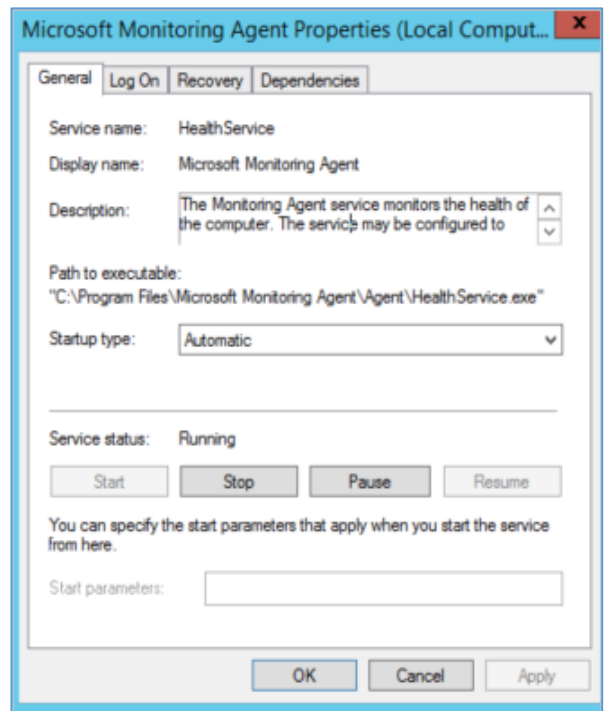 Microsoft Monitoring Agent Properties (Local Comput... x
General Log On Recovery Dependencies
Service name: HealthService
Display name: Microsoft Monitoring Agent
Description: The Monitoring Agent service monitors the health of
the computer. The service may be configured to
Path to executable:
"C:\Program Files\Microsoft Monitoring Agent\Agent\HealthService.exe"
Startup type: Automatic
Service status: Running
Start Stop Pause Resume
You can specify the start parameters that apply when you start the service
from here.
Start parameters:
OK Cancel Apply